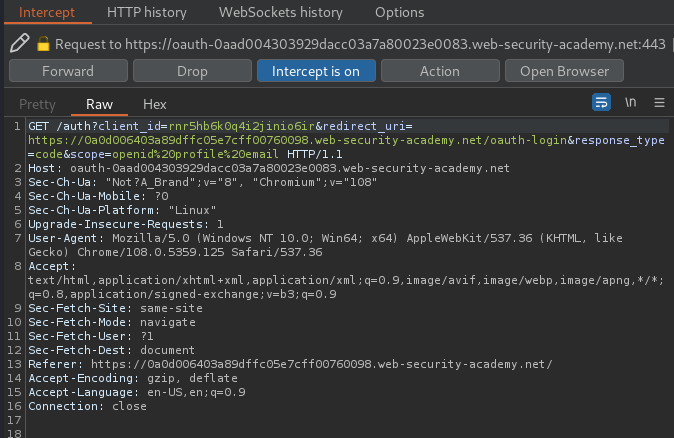 Intercept HTTP history WebSockets history Options
Request to https://oauth-0aad004303929dacc03a7a80023e0083.web-security-academy.net:443
Forward Drop Intercept is on Action Open Browser
Pretty Raw Hex \n
1 GET /auth?client_id=rnr5hb6k0q4i2jinio6ir&redirect_uri=
https://0a0d006403a89dffc05e7cff00760098.web-security-academy.net/oauth-login&response_type
=code&scope=openid%20profile%20email HTTP/1.1
2 Host: oauth-0aad004303929dacc03a7a80023e0083.web-security-academy.net
3 Sec-Ch-Ua: "Not?A_Brand";v="8", "Chromium";v="108"
4 Sec-Ch-Ua-Mobile: ?0
5 Sec-Ch-Ua-Platform: "Linux"
6 Upgrade-Insecure-Requests: 1
7 User-Agent: Mozilla/5.0 (Windows NT 10.0; Win64; x64) AppleWebKit/537.36 (KHTML, like
Gecko) Chrome/108.0.5359.125 Safari/537.36
8 Accept:
text/html,application/xhtml+xml,application/xml;q=0.9,image/avif,image/webp,image/apng,*/*;
q=0.8,application/signed-exchange;v=b3;q=0.9
9 Sec-Fetch-Site: same-site
10 Sec-Fetch-Mode: navigate
11 Sec-Fetch-User: ?1
12 Sec-Fetch-Dest: document
13 Referer: https://0a0d006403a89dffc05e7cff00760098.web-security-academy.net/
14 Accept-Encoding: gzip, deflate
15 Accept-Language: en-US,en;q=0.9
16 Connection: close
17
18